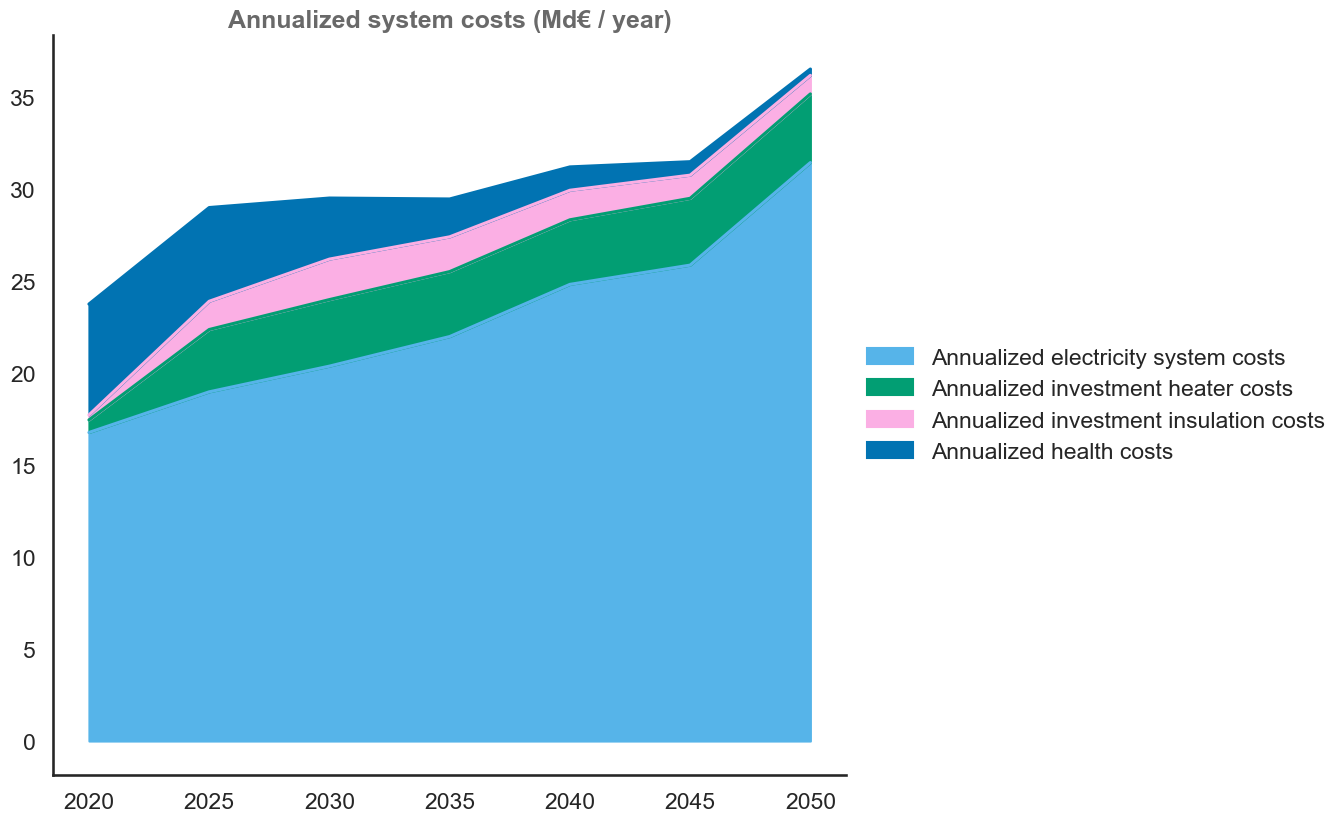 Annualized system costs (Md€ / year)
35
30
25
20
15
10
5
0
2020 2025 2030 2035 2040 2045 2050
Annualized electricity system costs
Annualized investment heater costs
Annualized investment insulation costs
Annualized health costs